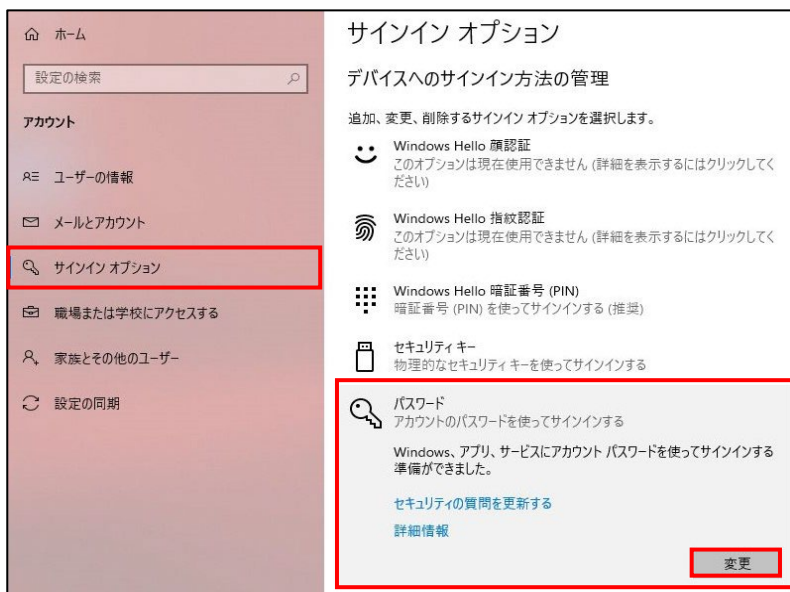 ホーム
設定の検索
アカウント
ユーザーの情報
メールとアカウント
サインイン オプション
職場または学校にアクセスする
家族とその他のユーザー
設定の同期
サインイン オプション
デバイスへのサインイン方法の管理
追加、変更、削除するサインイン オプションを選択します。
Windows Hello 顔認証
このオプションは現在使用できません (詳細を表示するにはクリックしてく
ださい)
Windows Hello 指紋認証
このオプションは現在使用できません (詳細を表示するにはクリックしてく
ださい)
Windows Hello 暗証番号 (PIN)
暗証番号 (PIN) を使ってサインインする (推奨)
セキュリティ キー
物理的なセキュリティ キーを使ってサインインする
パスワード
アカウントのパスワードを使ってサインインする
Windows、アプリ、サービスにアカウント パスワードを使ってサインインする
準備ができました。
セキュリティの質問を更新する
詳細情報
変更